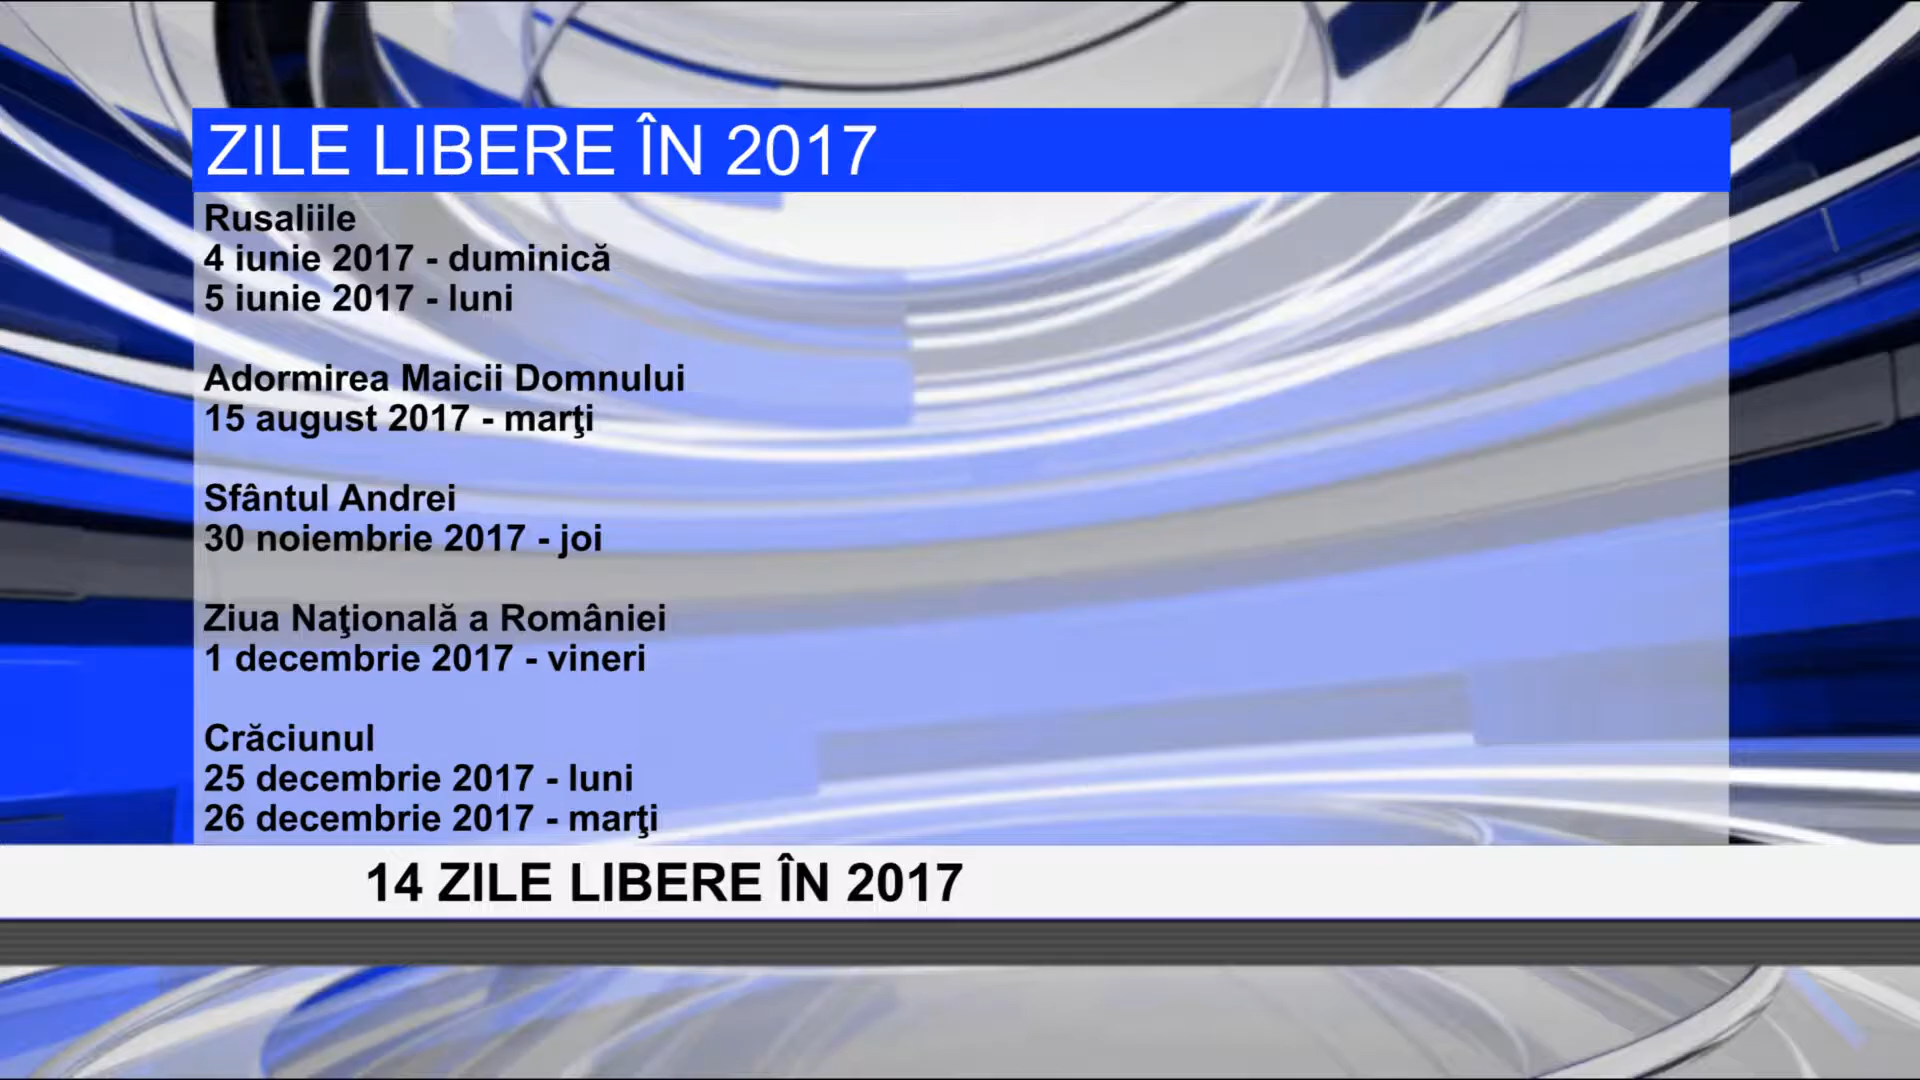 ZILE LIBERE ÎN 2017
Rusaliile
4 iunie 2017 - duminică
5 iunie 2017 - luni
Adormirea Maicii Domnului
15 august 2017 - marţi
Sfântul Andrei
30 noiembrie 2017 - joi
Ziua Naţională a României
1 decembrie 2017 - vineri
Crăciunul
25 decembrie 2017 - luni
26 decembrie 2017 - marţi
14 ZILE LIBERE ÎN 2017